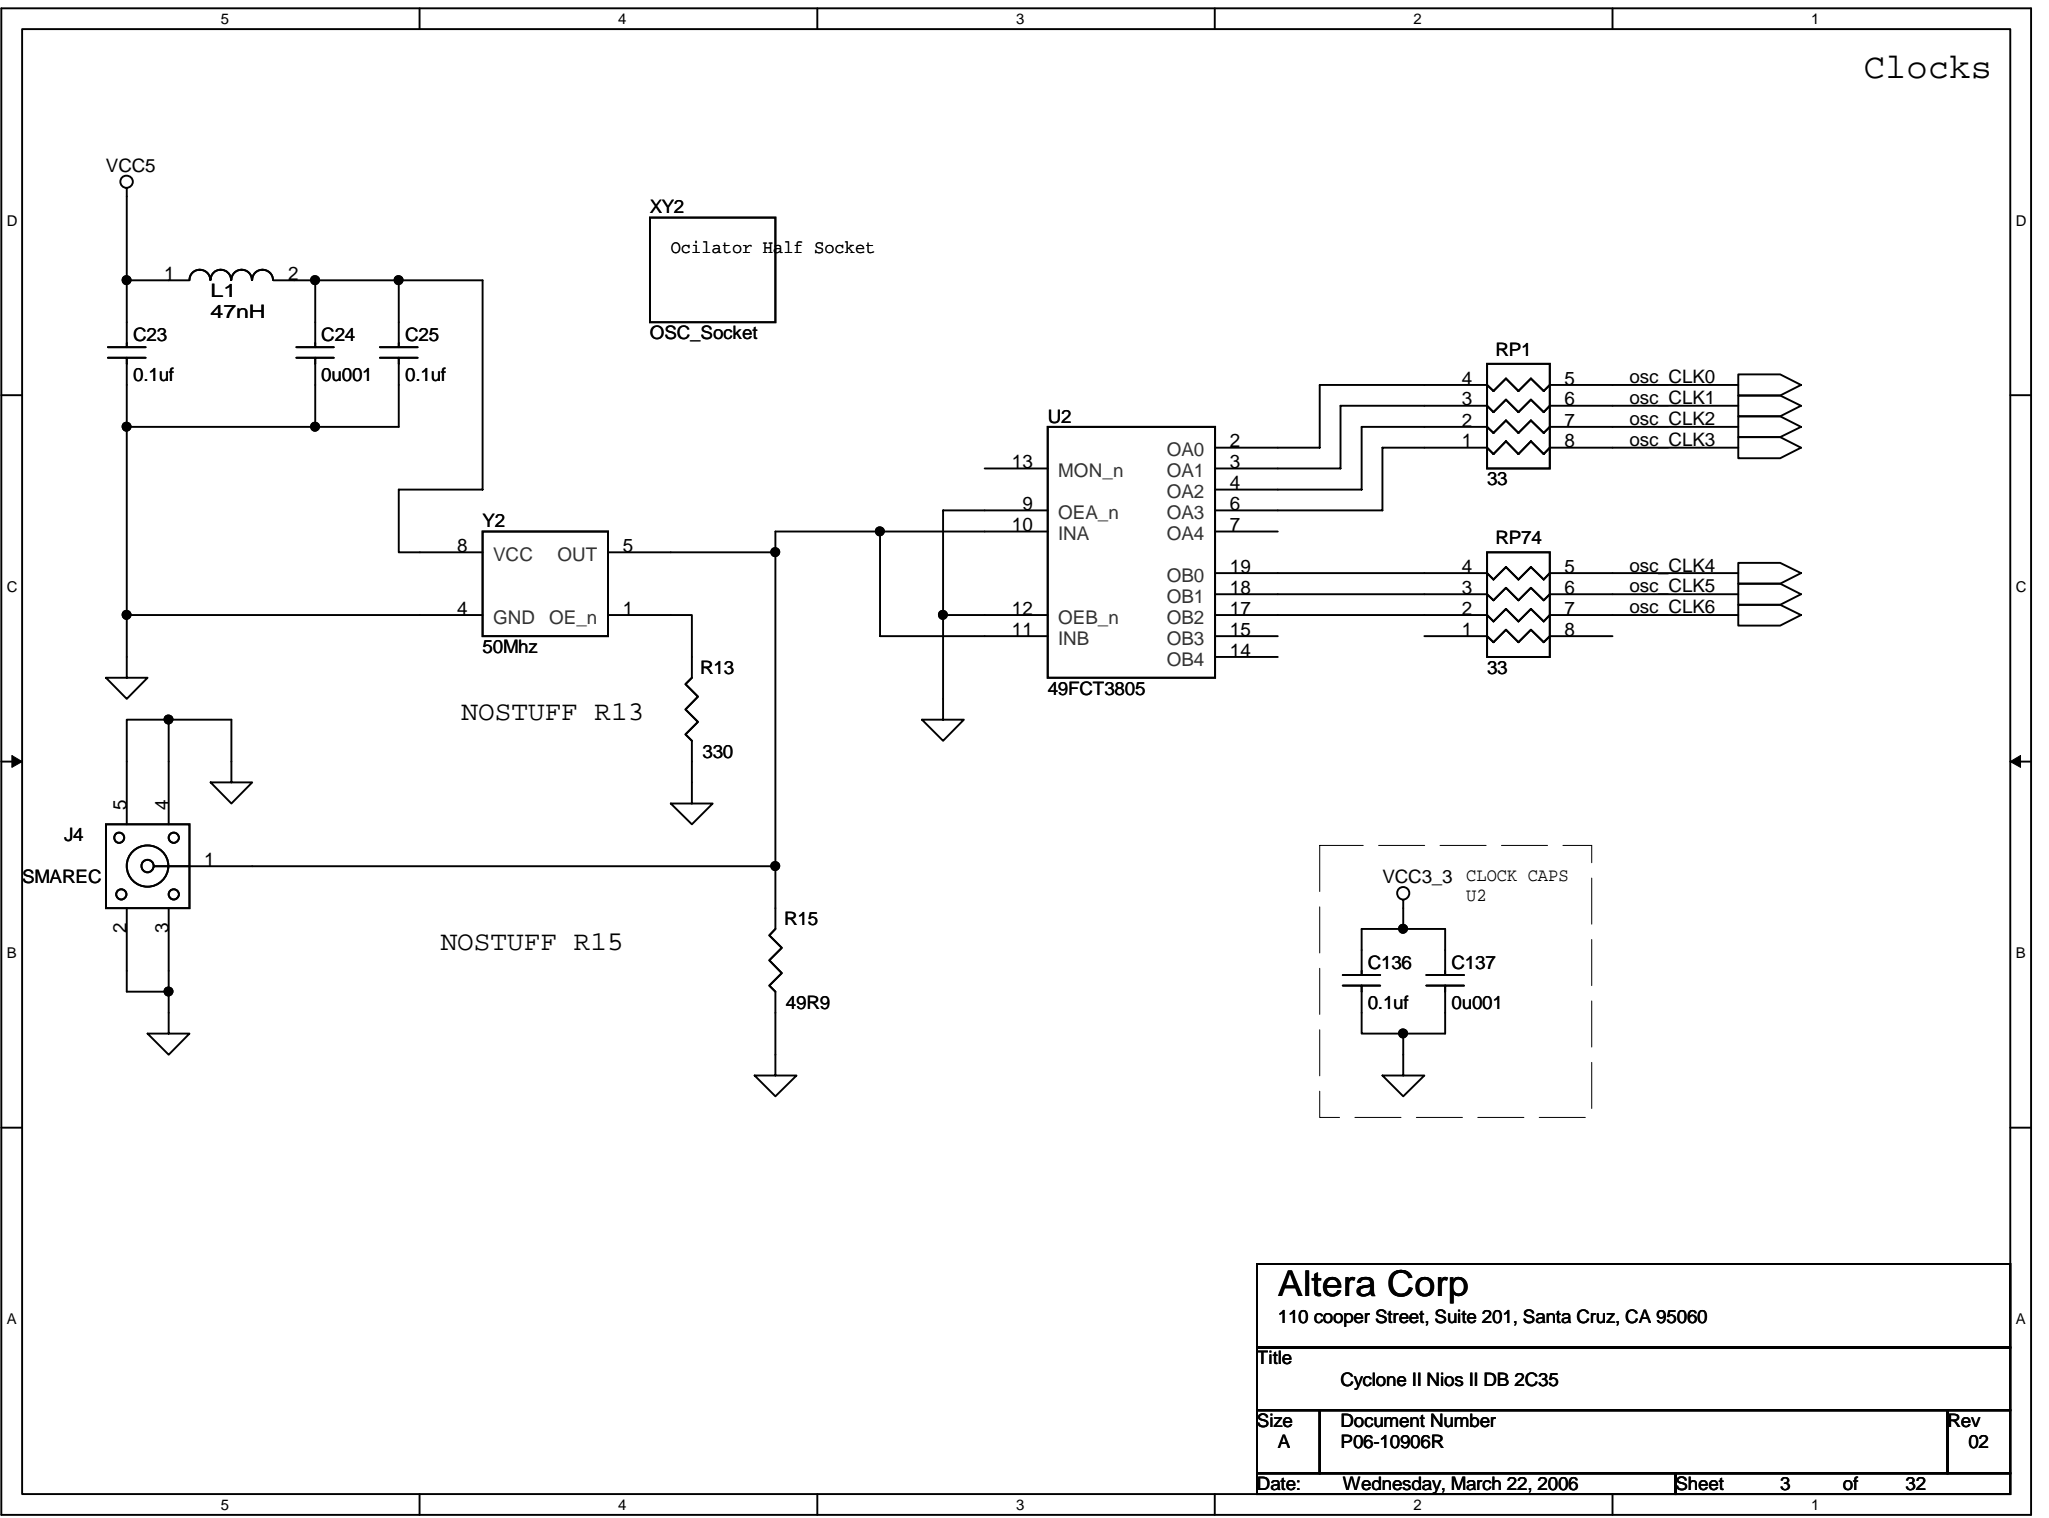 5 4 3 2 1
Clocks
D
D
C
C
B
B
A
A
VCC5
1
2
L1
47nH
C23
0.1uf
C24
0u001
C25
0.1uf
XY2
Ocilator Half Socket
OSC_Socket
Y2
8 VCC OUT 5
4 GND OE_n 1
50Mhz
R13
330
NOSTUFF R13
5 4
J4
SMAREC
1
2 3
NOSTUFF R15
R15
49R9
U2
13 MON_n
9 OEA_n
10 INA
12 OEB_n
11 INB
OA0 2
OA1 3
OA2 4
OA3 6
OA4 7
OB0 19
OB1 18
OB2 17
OB3 15
OB4 14
49FCT3805
RP1
4 5 osc_CLK0
3 6 osc_CLK1
2 7 osc_CLK2
1 8 osc_CLK3
33
RP74
4 5 osc_CLK4
3 6 osc_CLK5
2 7 osc_CLK6
1 8
33
VCC3_3 CLOCK CAPS
U2
C136
0.1uf
C137
0u001
Altera Corp
110 cooper Street, Suite 201, Santa Cruz, CA 95060
Title
Cyclone II Nios II DB 2C35
Size
A
Document Number
P06-10906R
Rev
02
Date: Wednesday, March 22, 2006 Sheet 3 of 32
5 4 3 2 1